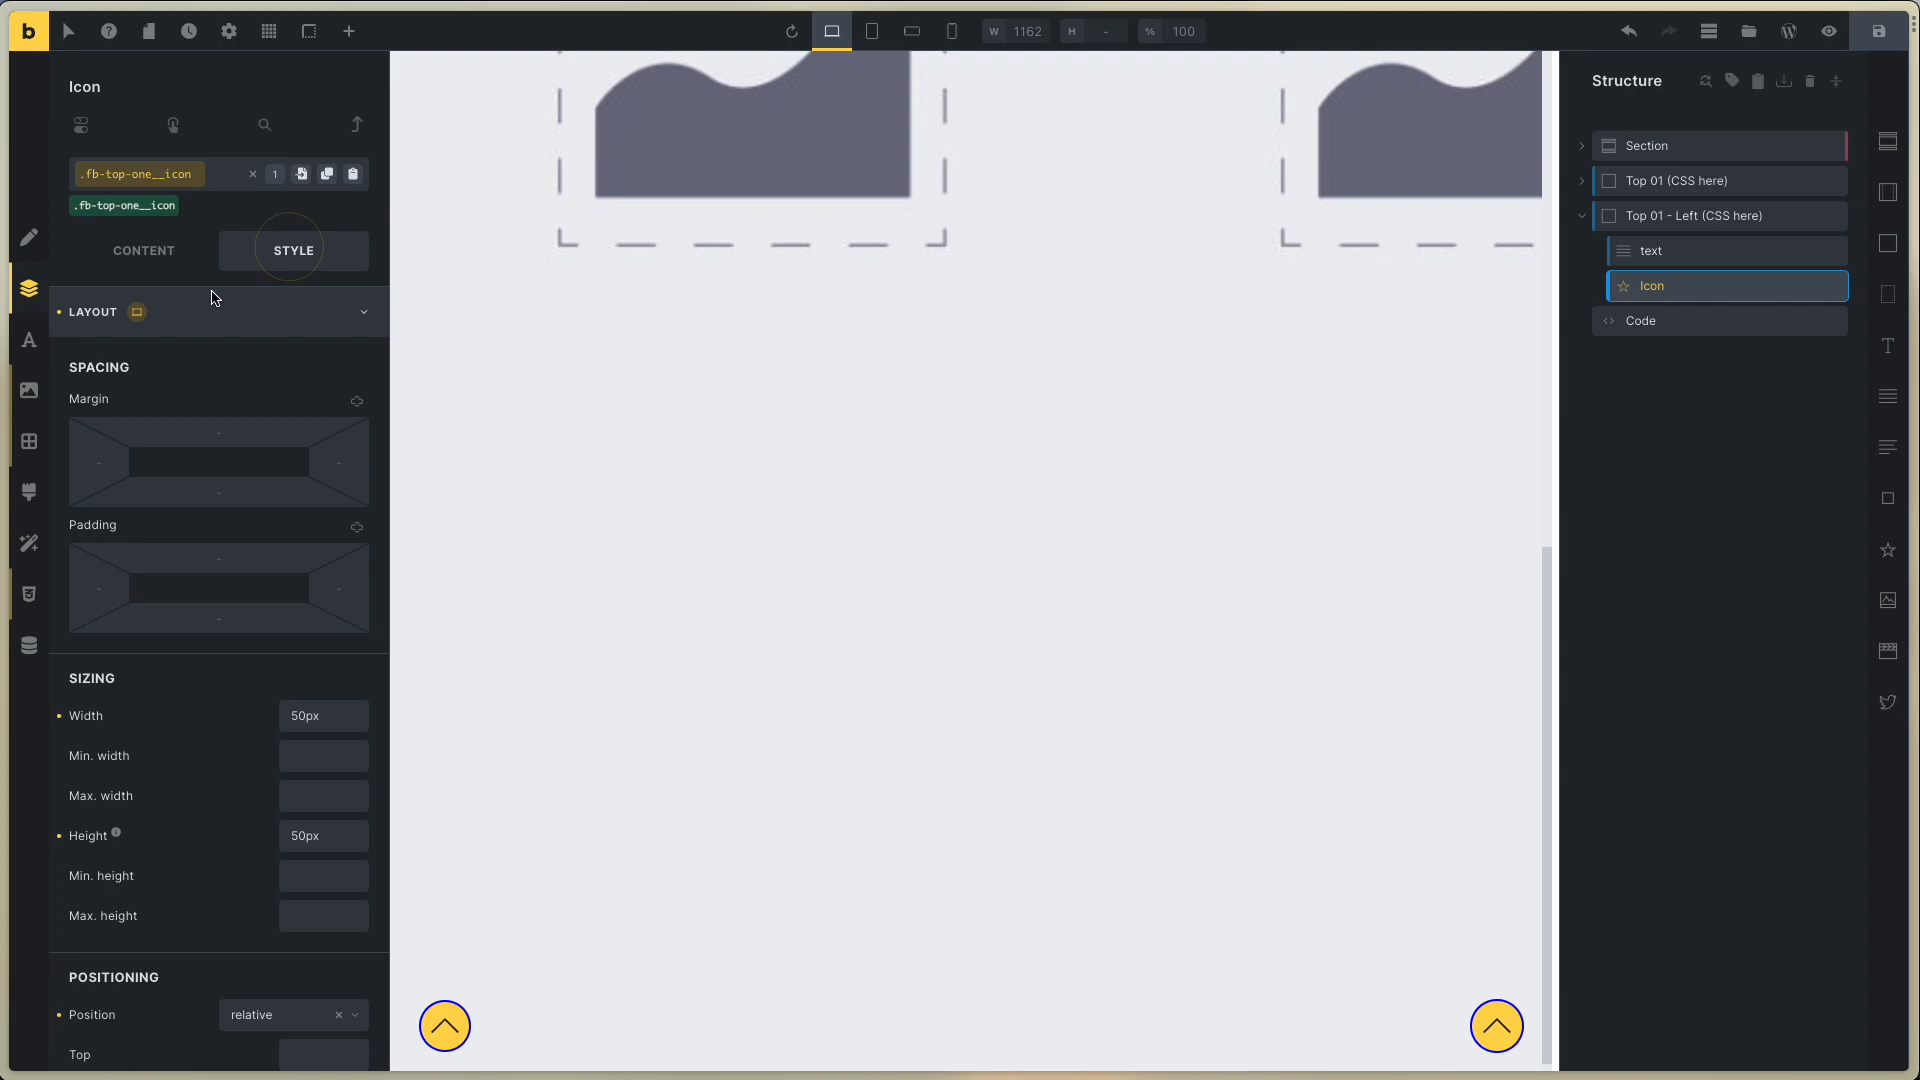 b
W 1162
H -
% 100
Icon
.fb-top-one__icon
1
.fb-top-one__icon
CONTENT
STYLE
LAYOUT
SPACING
Margin
-
- -
-
Padding
-
- -
-
SIZING
Width 50px
Min. width
Max. width
Height 50px
Min. height
Max. height
POSITIONING
Position relative
Top
Structure
Section
Top 01 (CSS here)
Top 01 - Left (CSS here)
text
Icon
Code